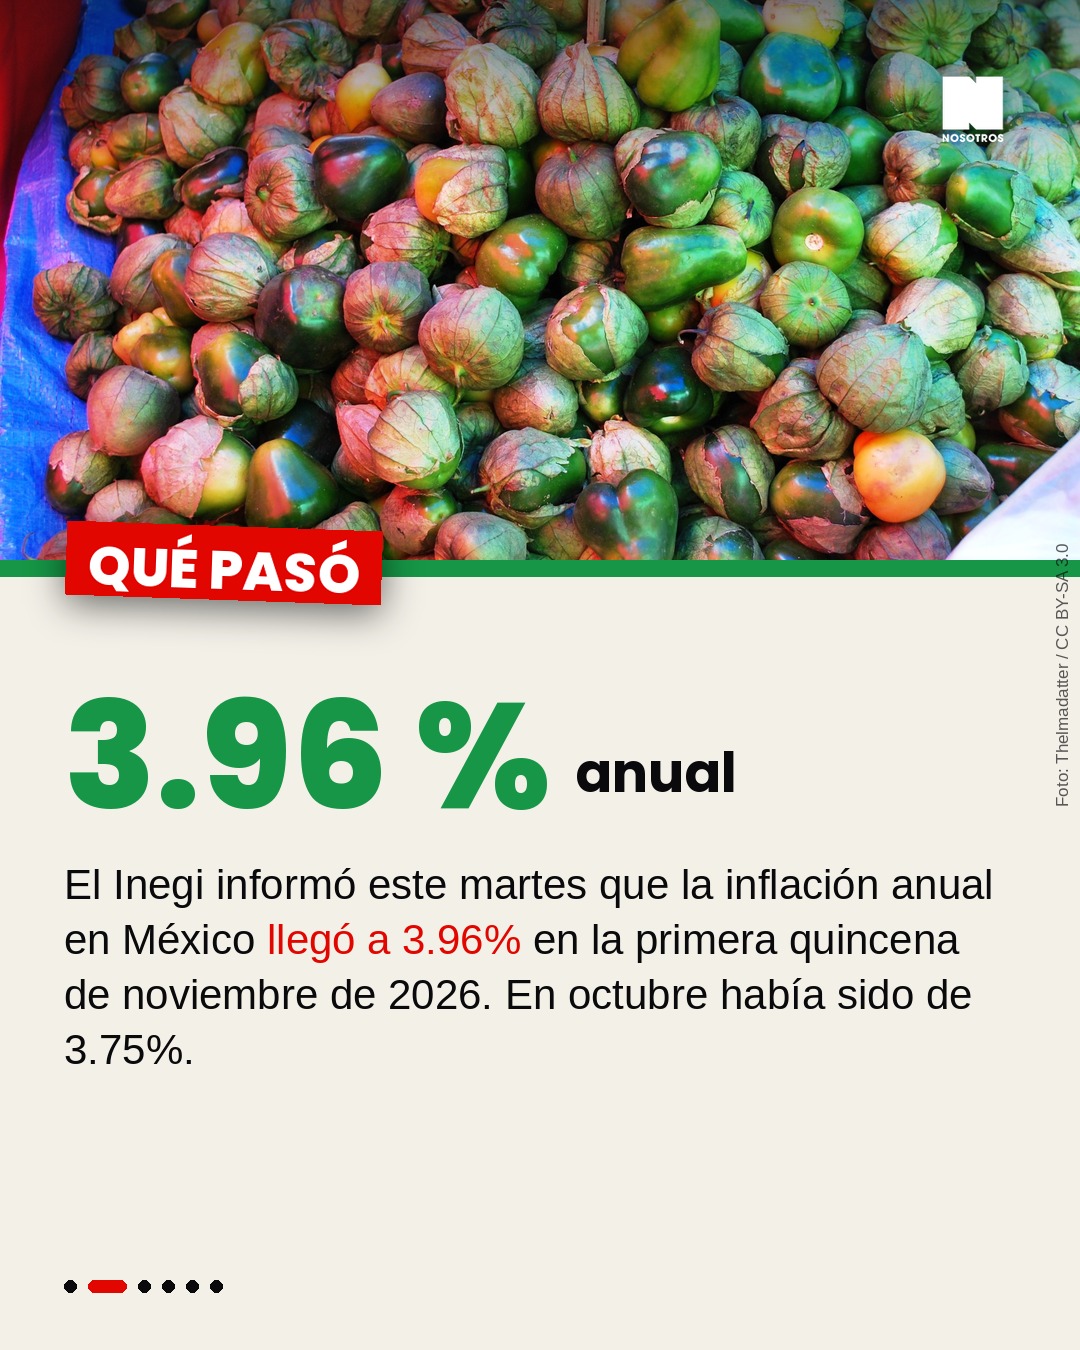 NOSOTROS
QUÉ PASÓ
Foto: Thelmadatter / CC BY-SA 3.0
3.96 % anual
El Inegi informó este martes que la inflación anual
en México llegó a 3.96% en la primera quincena
de noviembre de 2026. En octubre había sido de
3.75%.